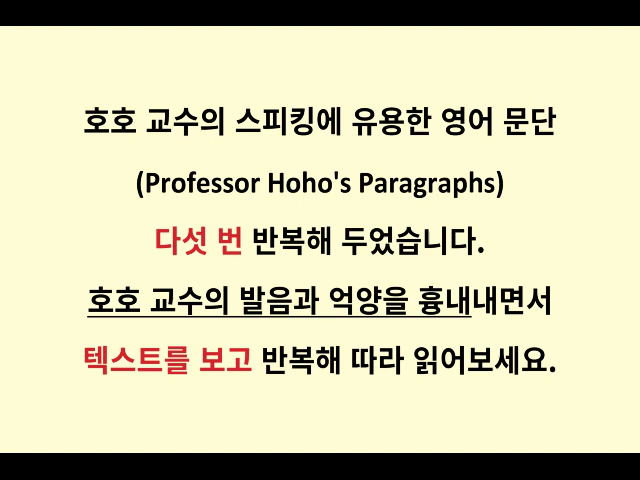 호호 교수의 스피킹에 유용한 영어 문단
(Professor Hoho's Paragraphs)
다섯 번 반복해 두었습니다.
호호 교수의 발음과 억양을 흉내내면서
텍스트를 보고 반복해 따라 읽어보세요.